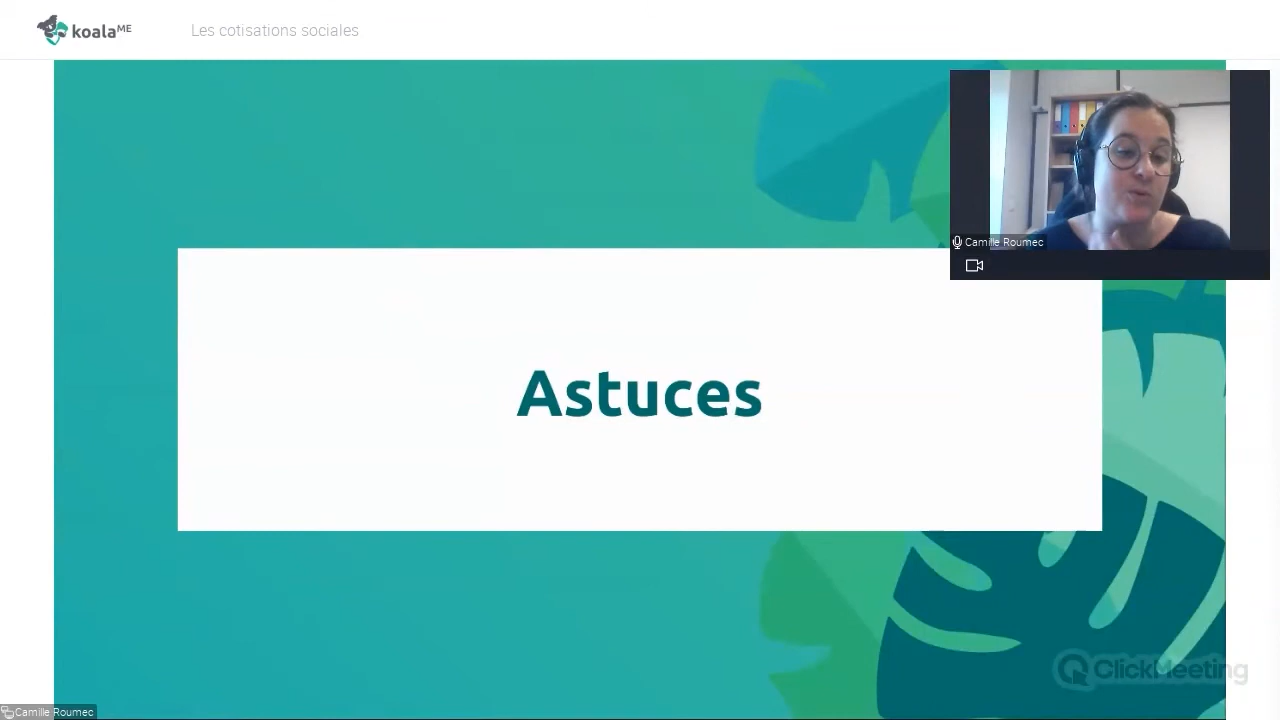 koalaME
Les cotisations sociales
Camille Roumec
Astuces
ClickMeeting
Camille Roumec